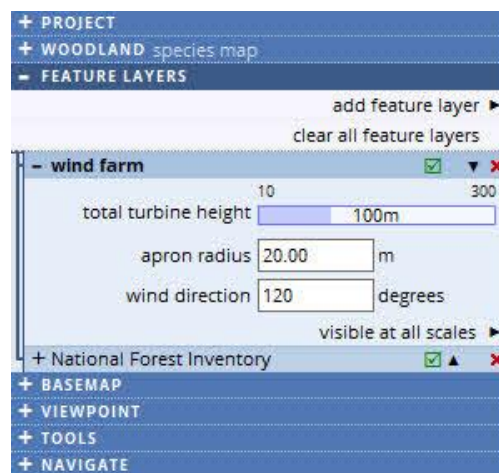 + PROJECT
+ WOODLAND species map
– FEATURE LAYERS
add feature layer ►
clear all feature layers
– wind farm ▼ ×
10 300
total turbine height 100m
apron radius 20.00 m
wind direction 120 degrees
visible at all scales ►
+ National Forest Inventory ▲ ×
+ BASEMAP
+ VIEWPOINT
+ TOOLS
+ NAVIGATE